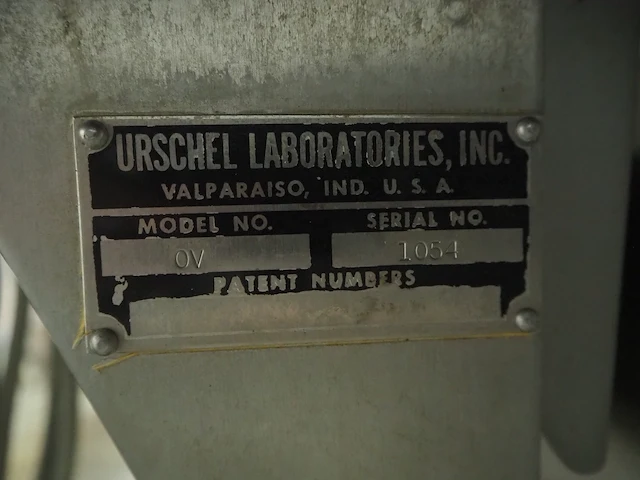 URSCHEL LABORATORIES, INC.
VALPARAISO, IND. U. S. A.
MODEL NO. SERIAL NO.
OV 1054
PATENT NUMBERS